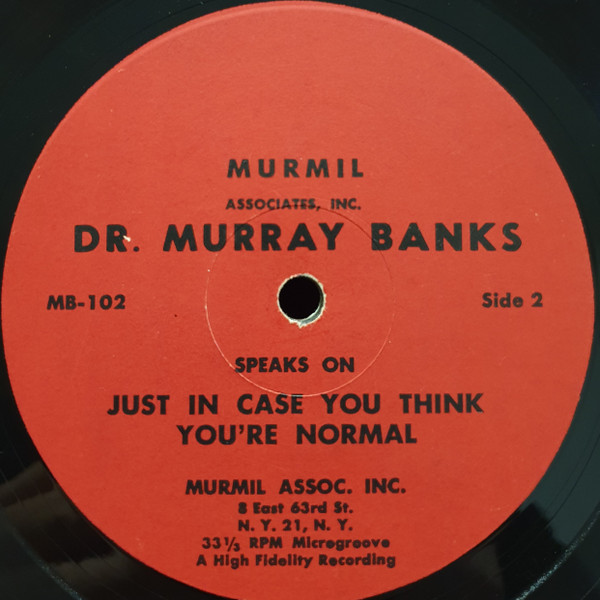 MURMIL
ASSOCIATES, INC.
DR. MURRAY BANKS
MB-102
Side 2
SPEAKS ON
JUST IN CASE YOU THINK
YOU'RE NORMAL
MURMIL ASSOC. INC.
8 East 63rd St.
N. Y. 21, N. Y.
33⅓ RPM Microgroove
A High Fidelity Recording